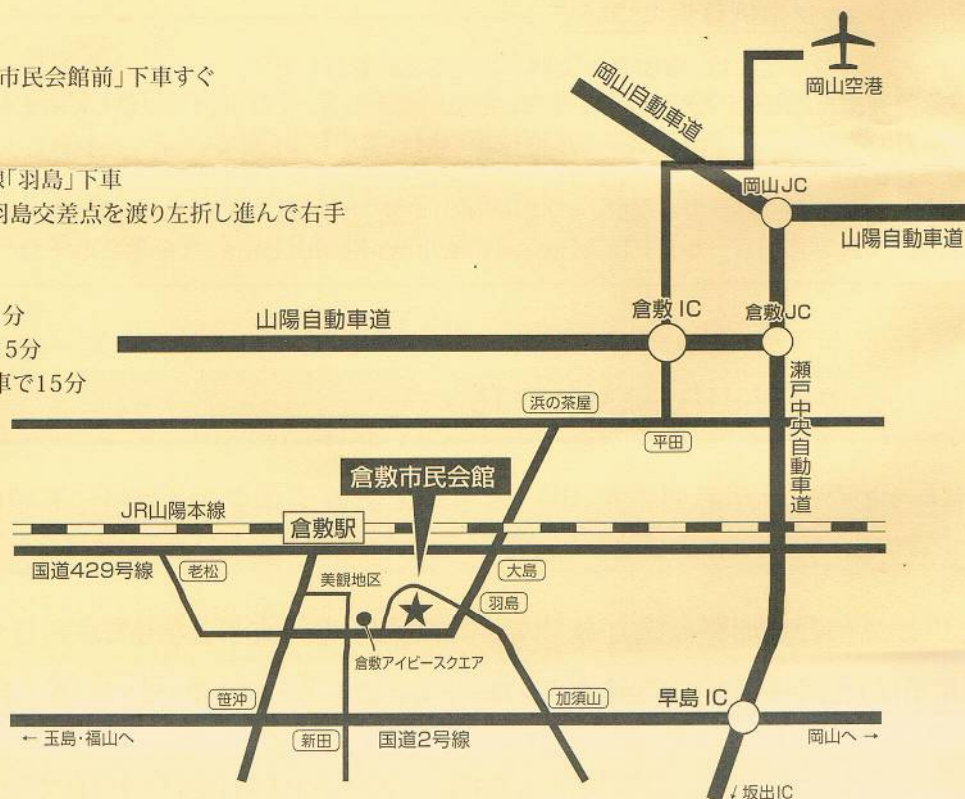 市民会館前」下車すぐ
「羽島」下車
羽島交差点を渡り左折し進んで右手
分
5分
車で15分
岡山空港
岡山自動車道
岡山JC
山陽自動車道
山陽自動車道
倉敷IC
倉敷JC
瀬戸中央自動車道
浜の茶屋
平田
倉敷市民会館
JR山陽本線
倉敷駅
国道429号線
老松
美観地区
大島
羽島
倉敷アイビースクエア
笹沖
加須山
早島IC
← 玉島・福山へ
新田
国道2号線
岡山へ →
↓坂出IC